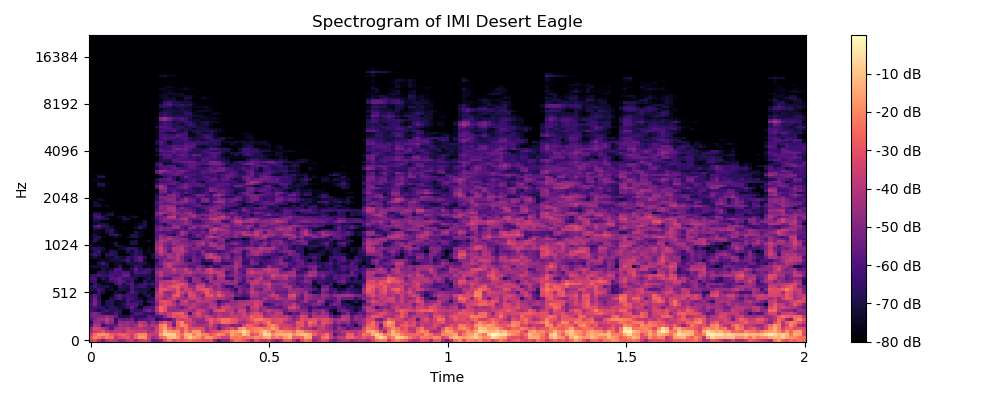 Spectrogram of IMI Desert Eagle
16384
8192
4096
2048
1024
512
0
Hz
0
0.5
1
1.5
2
Time
-10 dB
-20 dB
-30 dB
-40 dB
-50 dB
-60 dB
-70 dB
-80 dB